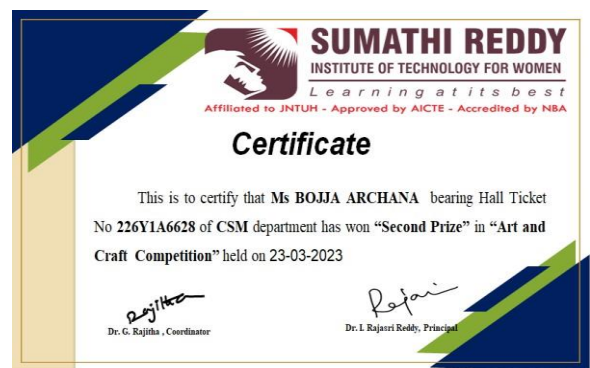 SUMATHI REDDY
INSTITUTE OF TECHNOLOGY FOR WOMEN
Learning at its best
Affiliated to JNTUH - Approved by AICTE - Accredited by NBA
Certificate
This is to certify that Ms BOJJA ARCHANA bearing Hall Ticket
No 226Y1A6628 of CSM department has won “Second Prize” in “Art and
Craft Competition” held on 23-03-2023
Rajitha
Rajasri
Dr. G. Rajitha , Coordinator
Dr. I. Rajasri Reddy, Principal